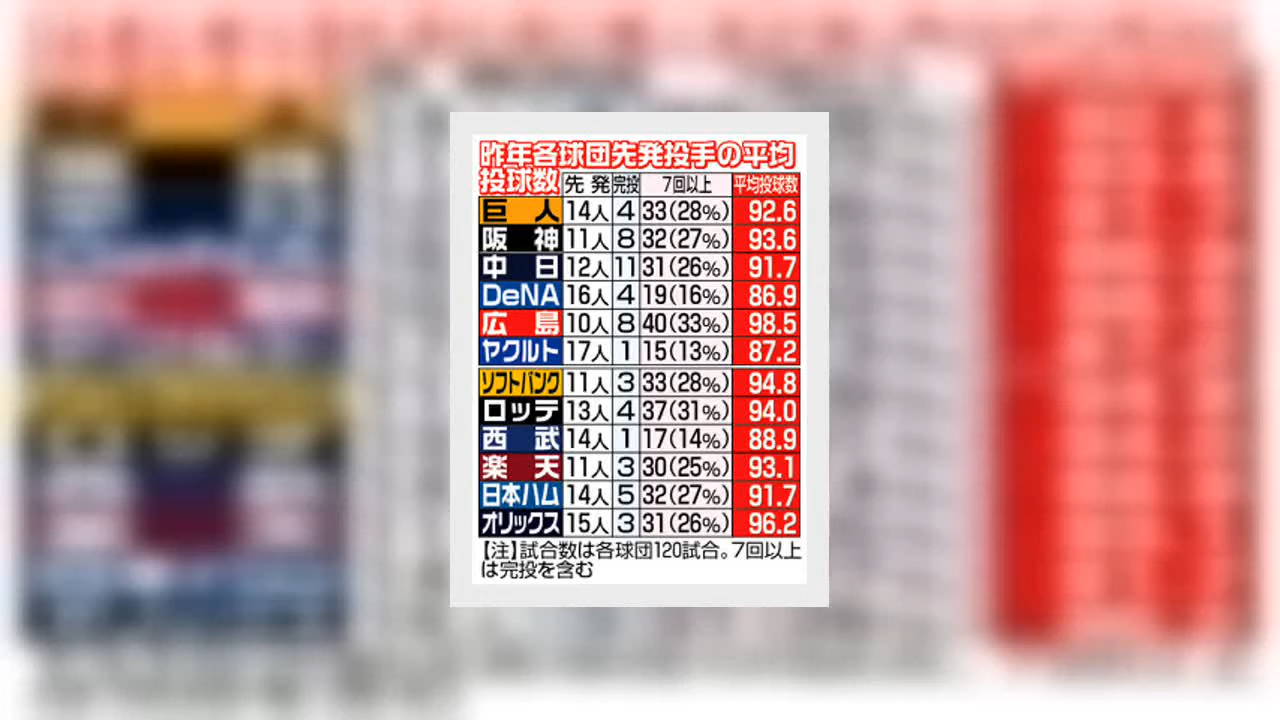 昨年各球団先発投手の平均
投球数 先発 完投 7回以上 平均投球数
巨人 14人 4 33(28%) 92.6
阪神 11人 8 32(27%) 93.6
中日 12人 11 31(26%) 91.7
DeNA 16人 4 19(16%) 86.9
広島 10人 8 40(33%) 98.5
ヤクルト 17人 1 15(13%) 87.2
ソフトバンク 11人 3 33(28%) 94.8
ロッテ 13人 4 37(31%) 94.0
西武 14人 1 17(14%) 88.9
楽天 11人 3 30(25%) 93.1
日本ハム 14人 5 32(27%) 91.7
オリックス 15人 3 31(26%) 96.2
【注】試合数は各球団120試合。7回以上
は完投を含む